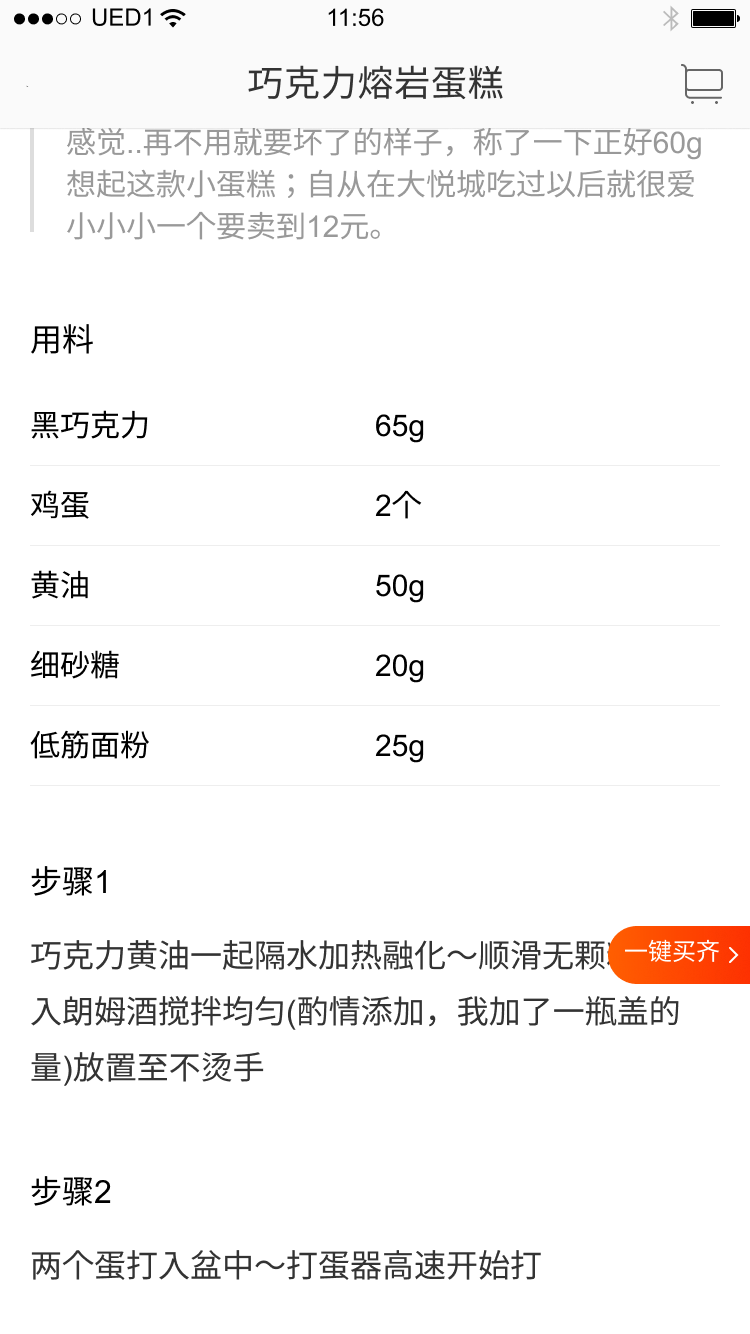 UED1 11:56
巧克力熔岩蛋糕
感觉..再不用就要坏了的样子，称了一下正好60g
想起这款小蛋糕；自从在大悦城吃过以后就很爱
小小小一个要卖到12元。
用料
黑巧克力 65g
鸡蛋 2个
黄油 50g
细砂糖 20g
低筋面粉 25g
步骤1
巧克力黄油一起隔水加热融化～顺滑无颗
一键买齐
入朗姆酒搅拌均匀(酌情添加，我加了一瓶盖的
量)放置至不烫手
步骤2
两个蛋打入盆中～打蛋器高速开始打